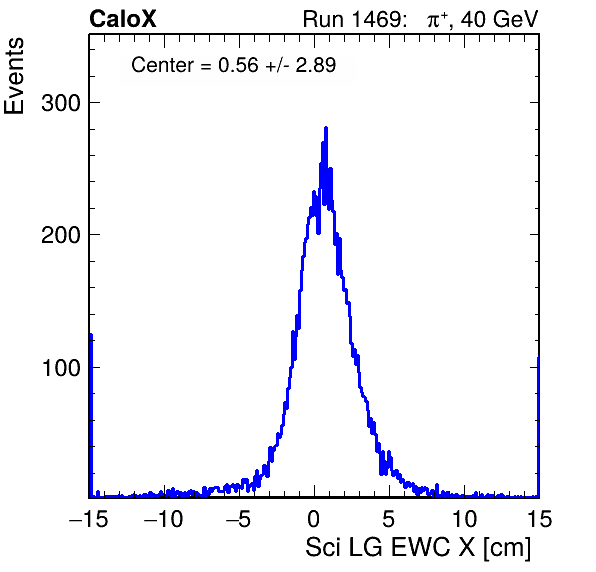 CaloX Run 1469: π⁺, 40 GeV
Center = 0.56 +/- 2.89
Events
300
200
100
−15 −10 −5 0 5 10 15
Sci LG EWC X [cm]